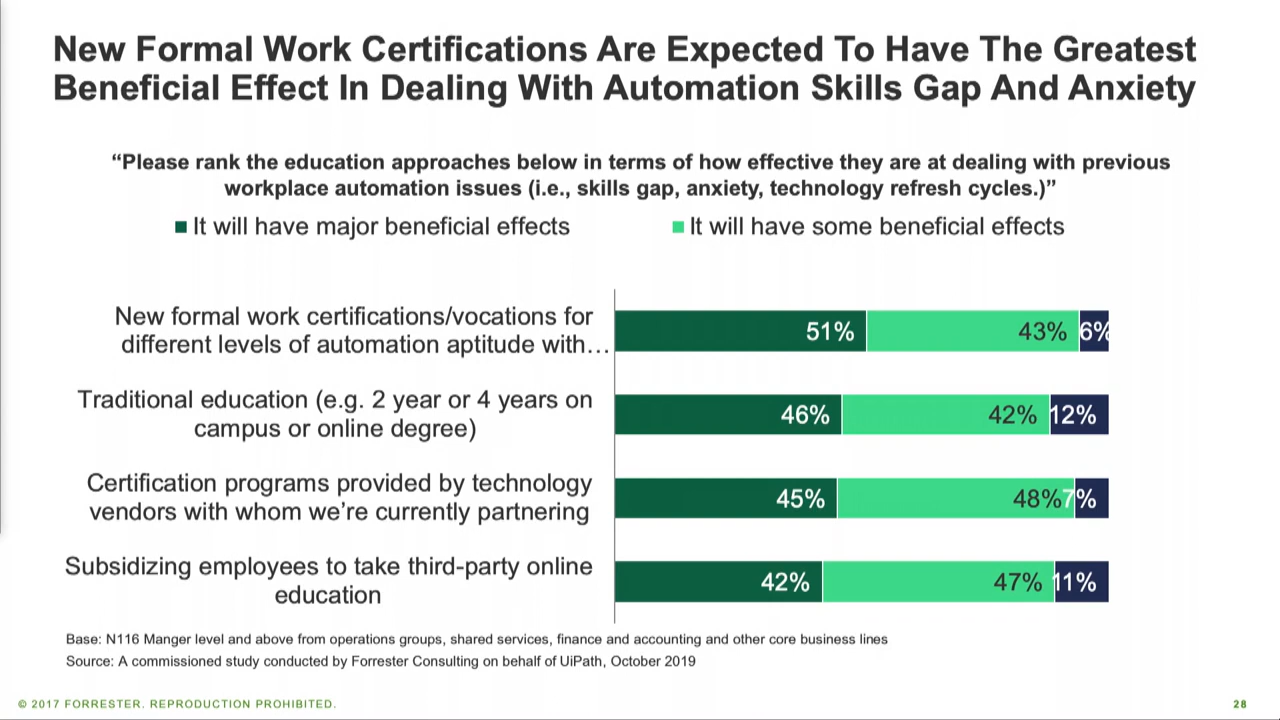 New Formal Work Certifications Are Expected To Have The Greatest
Beneficial Effect In Dealing With Automation Skills Gap And Anxiety
“Please rank the education approaches below in terms of how effective they are at dealing with previous
workplace automation issues (i.e., skills gap, anxiety, technology refresh cycles.)”
It will have major beneficial effects
It will have some beneficial effects
New formal work certifications/vocations for
different levels of automation aptitude with…
51% 43% 6%
Traditional education (e.g. 2 year or 4 years on
campus or online degree)
46% 42% 12%
Certification programs provided by technology
vendors with whom we’re currently partnering
45% 48% 7%
Subsidizing employees to take third-party online
education
42% 47% 11%
Base: N116 Manger level and above from operations groups, shared services, finance and accounting and other core business lines
Source: A commissioned study conducted by Forrester Consulting on behalf of UiPath, October 2019
© 2017 FORRESTER. REPRODUCTION PROHIBITED.
28